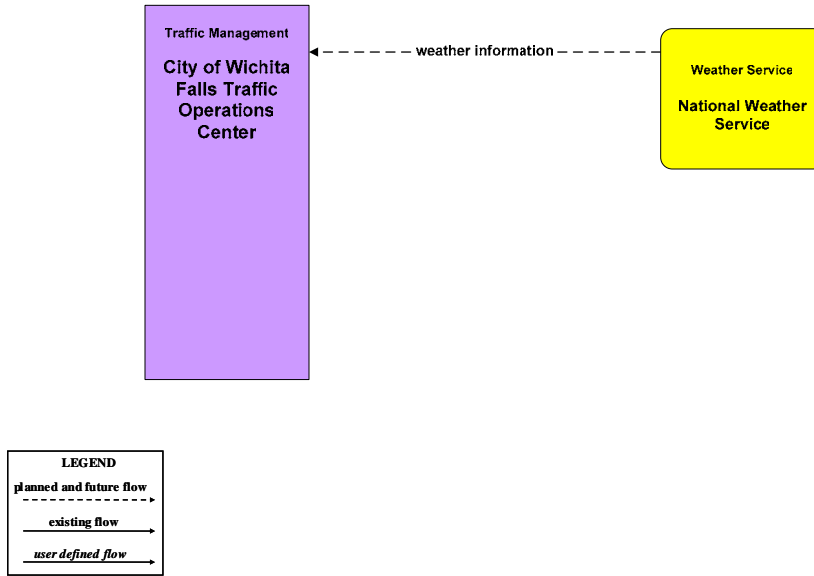 Traffic Management
City of Wichita
Falls Traffic
Operations
Center
weather information
Weather Service
National Weather
Service
LEGEND
planned and future flow
existing flow
user defined flow